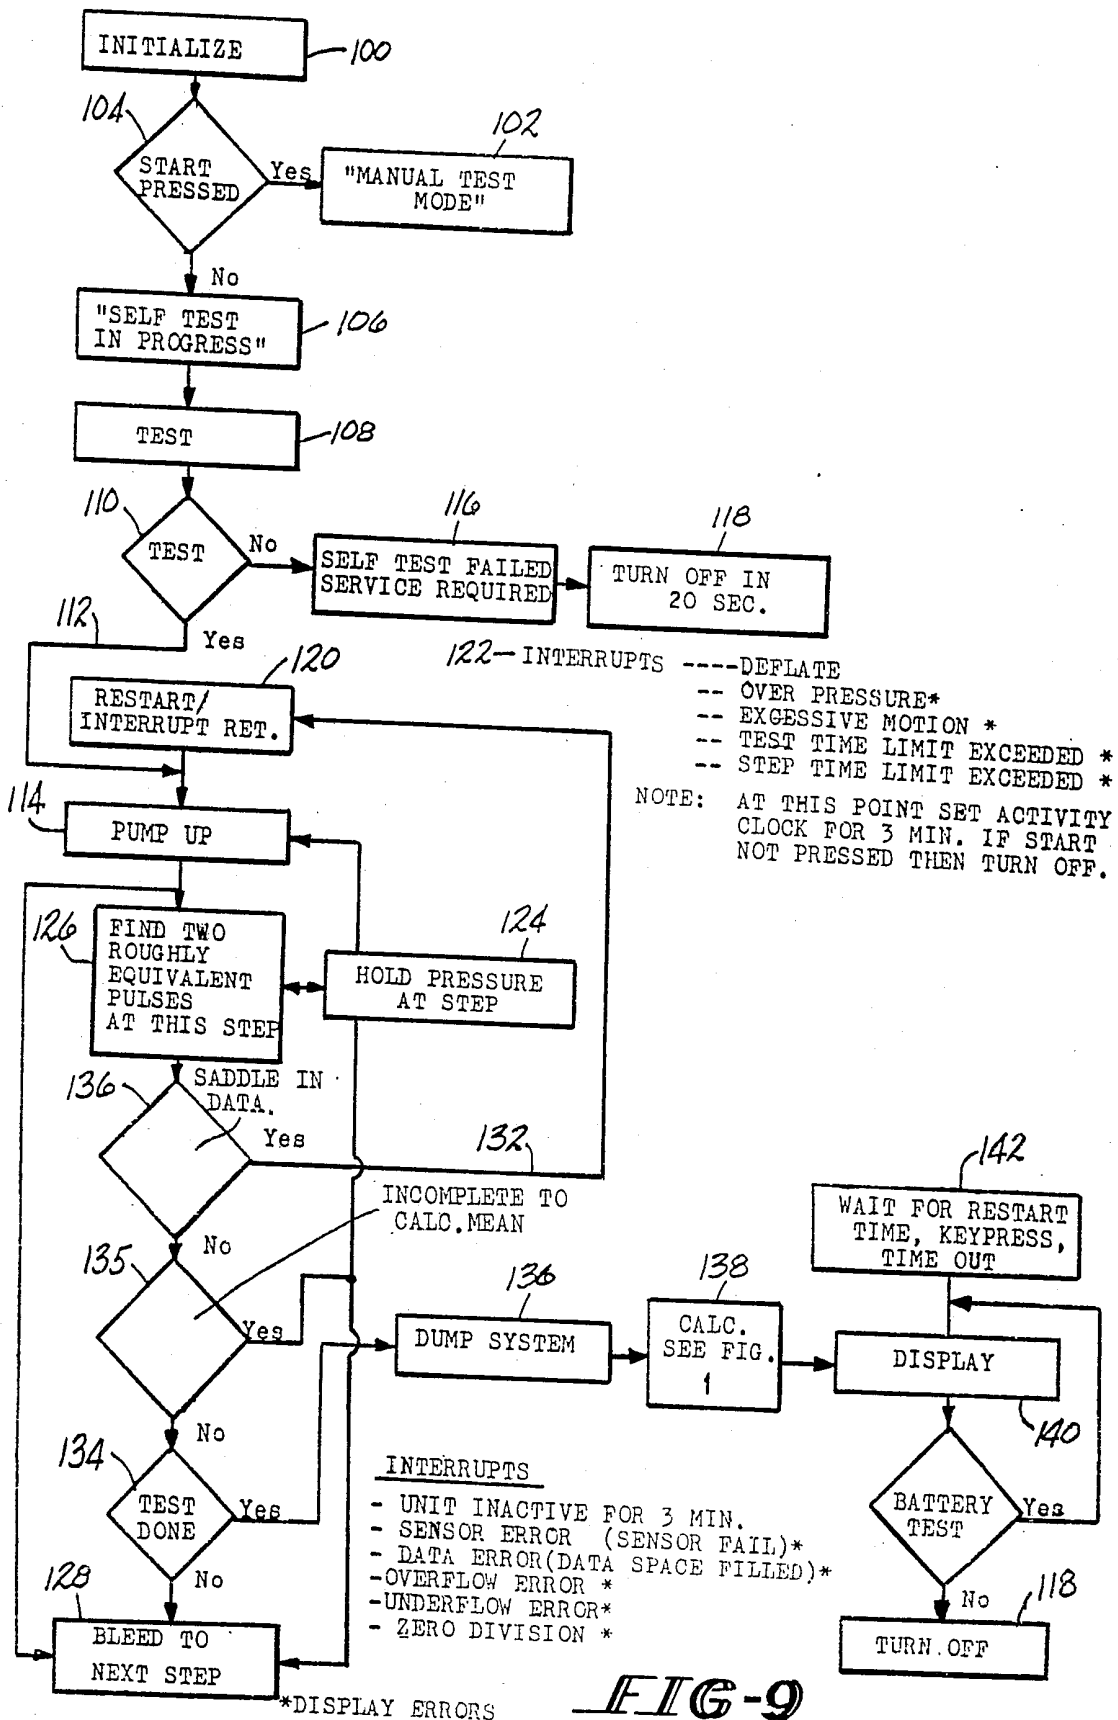 INITIALIZE
100
104
START
PRESSED
Yes
102
"MANUAL TEST
MODE"
No
"SELF TEST
IN PROGRESS"
106
TEST
108
110
TEST
No
116
SELF TEST FAILED
SERVICE REQUIRED
118
TURN OFF IN
20 SEC.
112
Yes
120
RESTART/
INTERRUPT RET.
122-INTERRUPTS ----DEFLATE
-- OVER PRESSURE*
-- EXGESSIVE MOTION *
-- TEST TIME LIMIT EXCEEDED *
-- STEP TIME LIMIT EXCEEDED *
NOTE: AT THIS POINT SET ACTIVITY
CLOCK FOR 3 MIN. IF START
NOT PRESSED THEN TURN OFF.
114
PUMP UP
126
FIND TWO
ROUGHLY
EQUIVALENT
PULSES
AT THIS STEP
124
HOLD PRESSURE
AT STEP
136
SADDLE IN
DATA.
Yes
132
INCOMPLETE TO
CALC.MEAN
No
135
Yes
136
DUMP SYSTEM
138
CALC.
SEE FIG.
1
142
WAIT FOR RESTART
TIME, KEYPRESS,
TIME OUT
DISPLAY
140
No
134
TEST
DONE
Yes
BATTERY
TEST
Yes
INTERRUPTS
- UNIT INACTIVE FOR 3 MIN.
- SENSOR ERROR (SENSOR FAIL)*
- DATA ERROR(DATA SPACE FILLED)*
-OVERFLOW ERROR *
-UNDERFLOW ERROR*
- ZERO DIVISION *
No
128
BLEED TO
NEXT STEP
No
118
TURN.OFF
*DISPLAY ERRORS
FIG-9